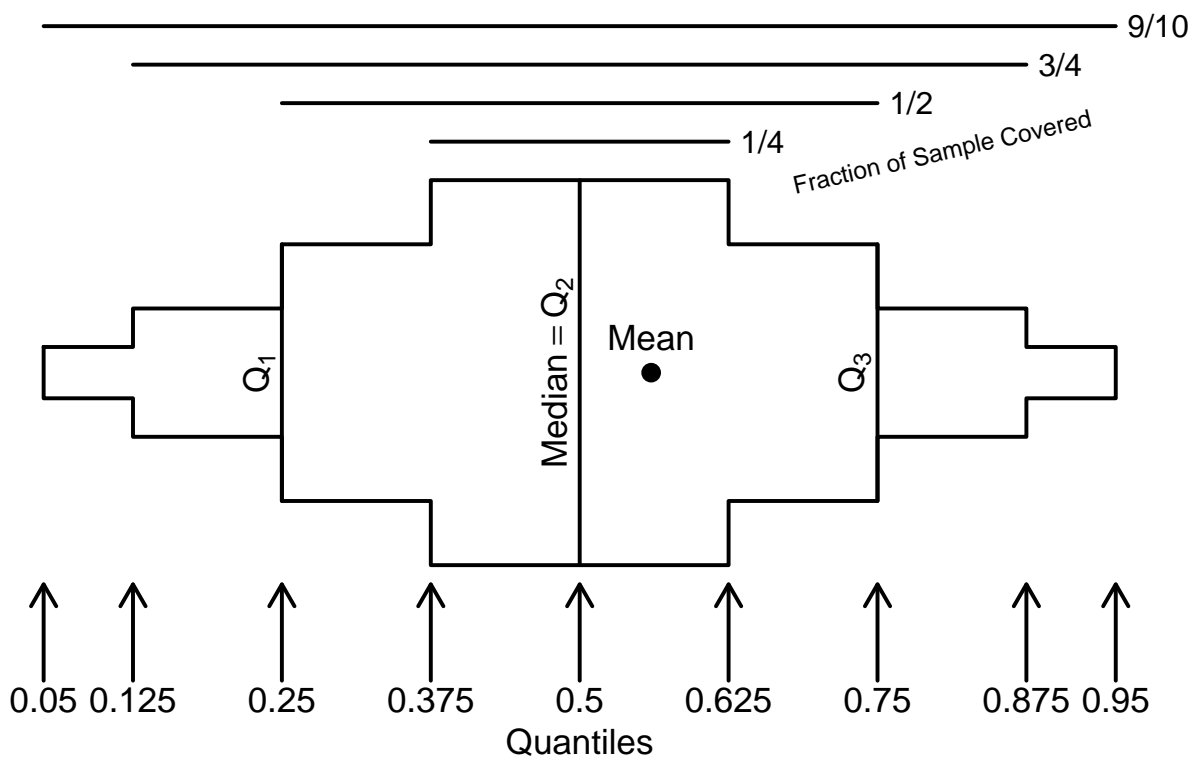 9/10
3/4
1/2
1/4
Fraction of Sample Covered
Q1
Median = Q2
Mean
Q3
0.05 0.125 0.25 0.375 0.5 0.625 0.75 0.875 0.95
Quantiles